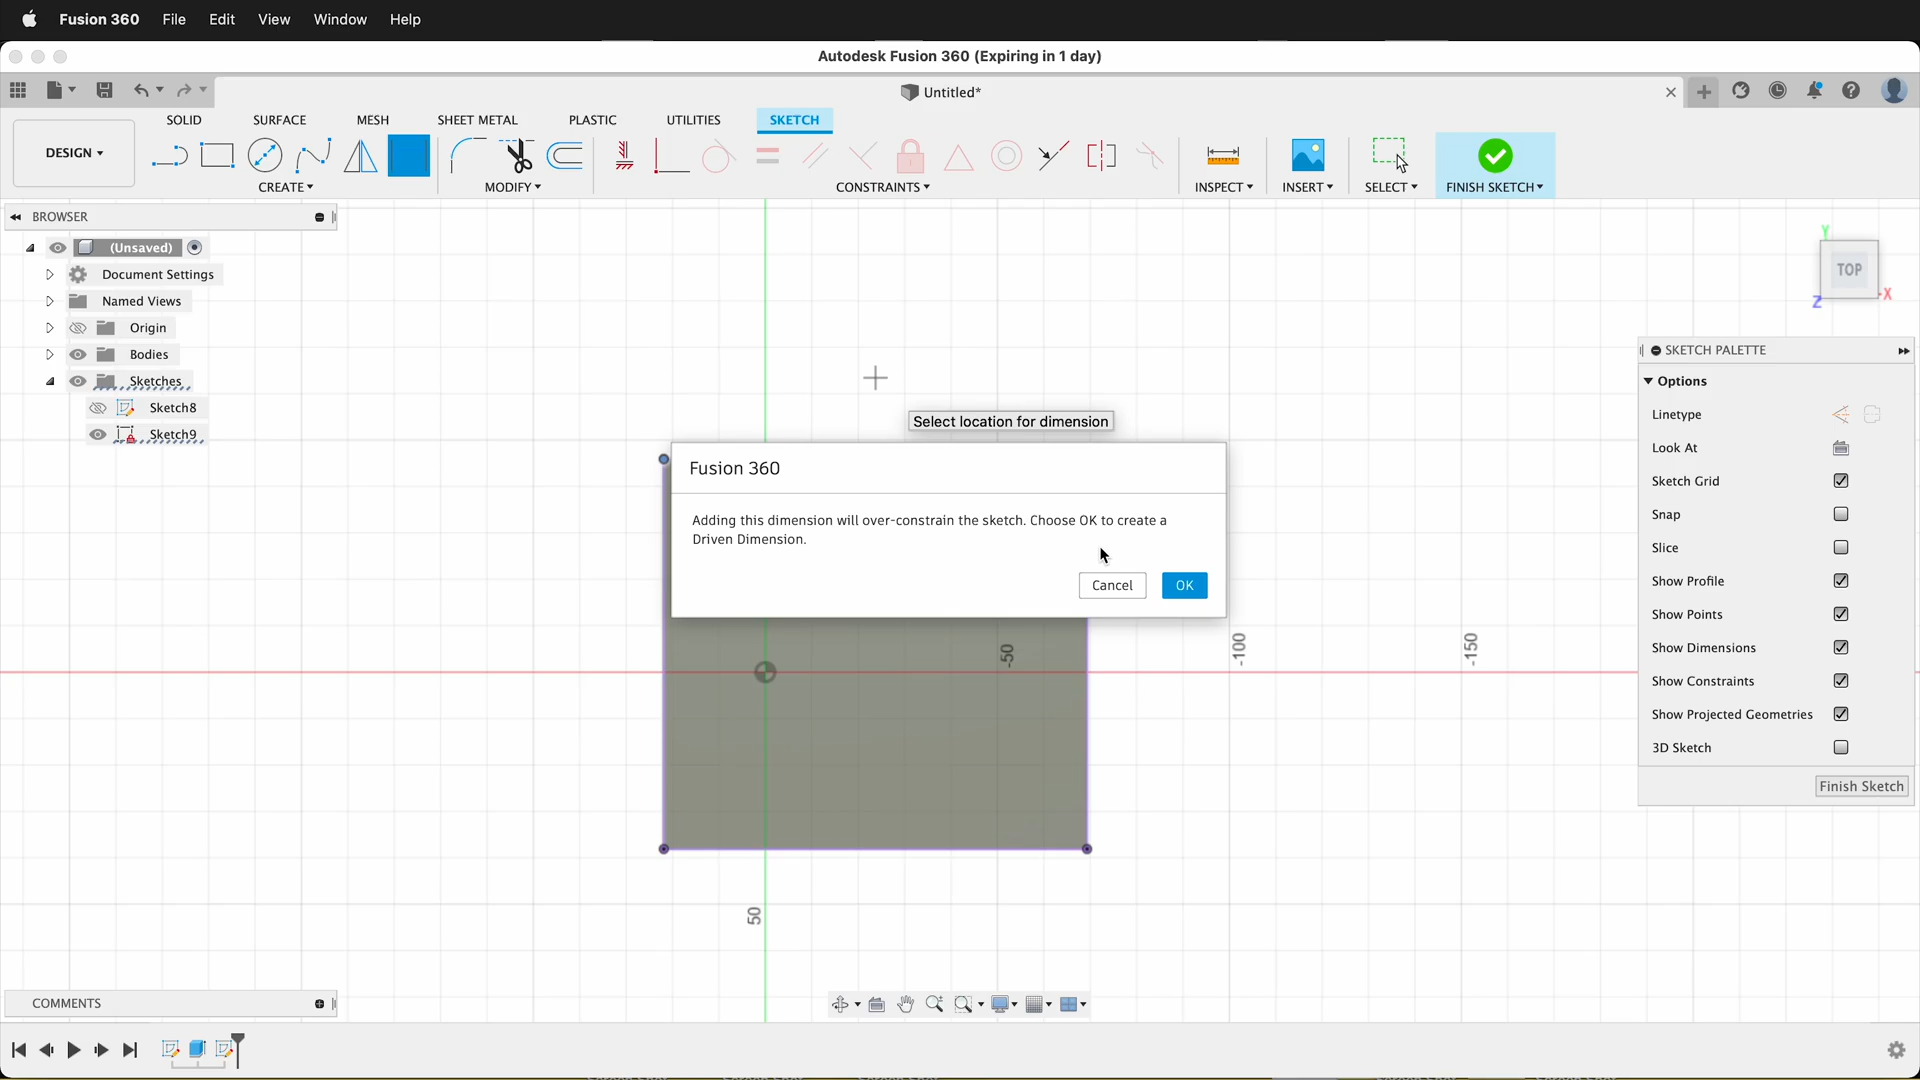 Fusion 360 File Edit View Window Help
Autodesk Fusion 360 (Expiring in 1 day)
Untitled*
SOLID SURFACE MESH SHEET METAL PLASTIC UTILITIES SKETCH
DESIGN
CREATE MODIFY CONSTRAINTS INSPECT INSERT SELECT FINISH SKETCH
BROWSER
(Unsaved)
Document Settings
Named Views
Origin
Bodies
Sketches
Sketch8
Sketch9
Y
TOP
X
Z
Select location for dimension
Fusion 360
Adding this dimension will over-constrain the sketch. Choose OK to create a
Driven Dimension.
Cancel OK
-50
-100
-150
50
SKETCH PALETTE
Options
Linetype
Look At
Sketch Grid
Snap
Slice
Show Profile
Show Points
Show Dimensions
Show Constraints
Show Projected Geometries
3D Sketch
Finish Sketch
COMMENTS